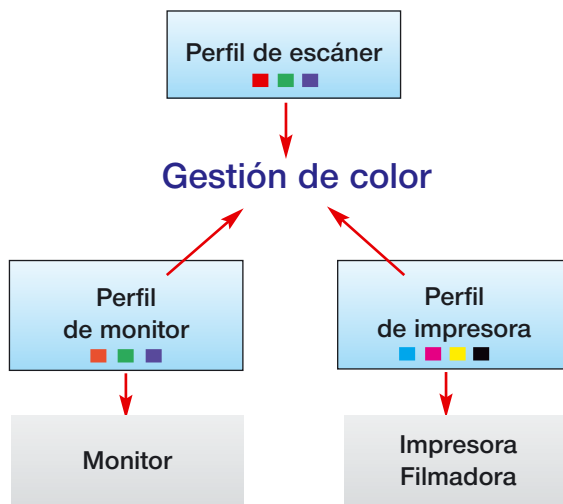 Perfil de escáner
Gestión de color
Perfil
de monitor
Perfil
de impresora
Monitor
Impresora
Filmadora